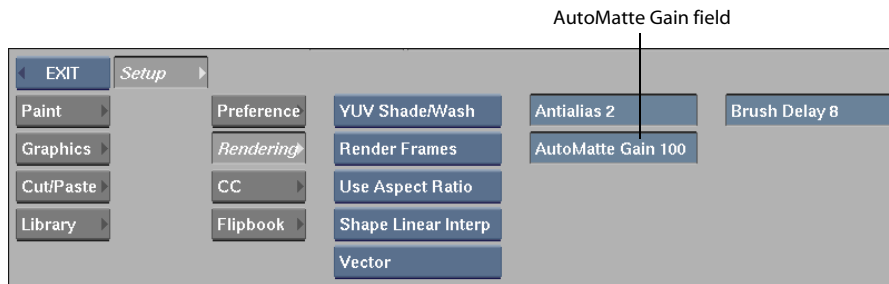 AutoMatte Gain field
EXIT Setup
Paint Preference YUV Shade/Wash Antialias 2 Brush Delay 8
Graphics Rendering Render Frames AutoMatte Gain 100
Cut/Paste CC Use Aspect Ratio
Library Flipbook Shape Linear Interp
Vector